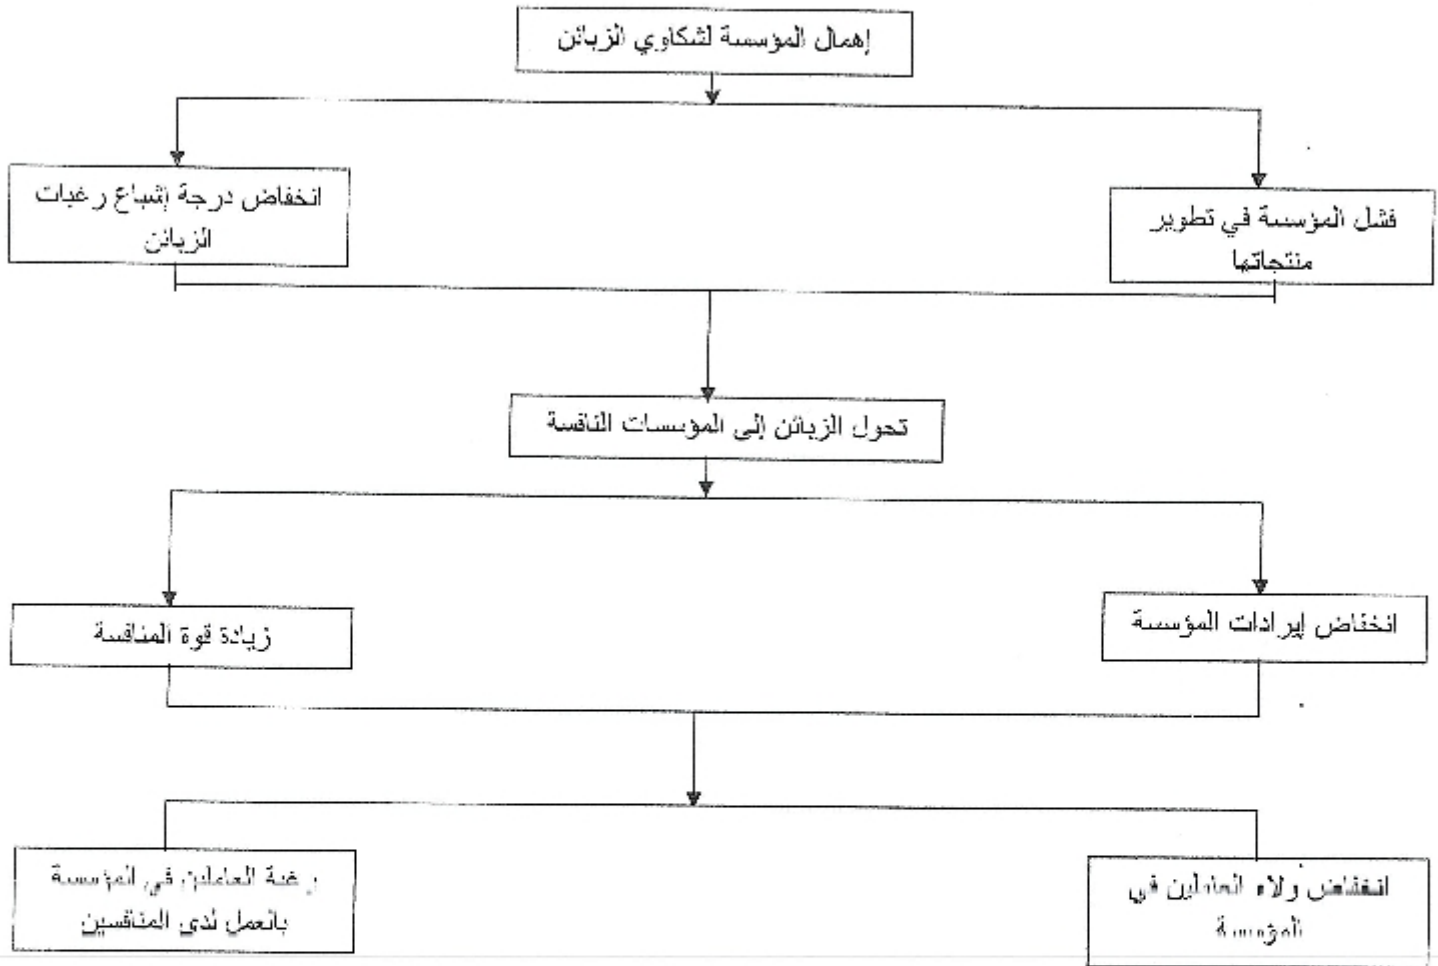 إهمال المؤسسة لشكاوي الزبائن
فشل المؤسسة في تطوير
منتجاتها
انخفاض درجة إشباع رغبات
الزبائن
تحول الزبائن إلى المؤسسات النافسة
انخفاض إيرادات المؤسسة
زيادة قوة المنافسة
انخفاض ولاء العاملين في
المؤسسة
رغبة العاملين في المؤسسة
بالعمل لدى المنافسين